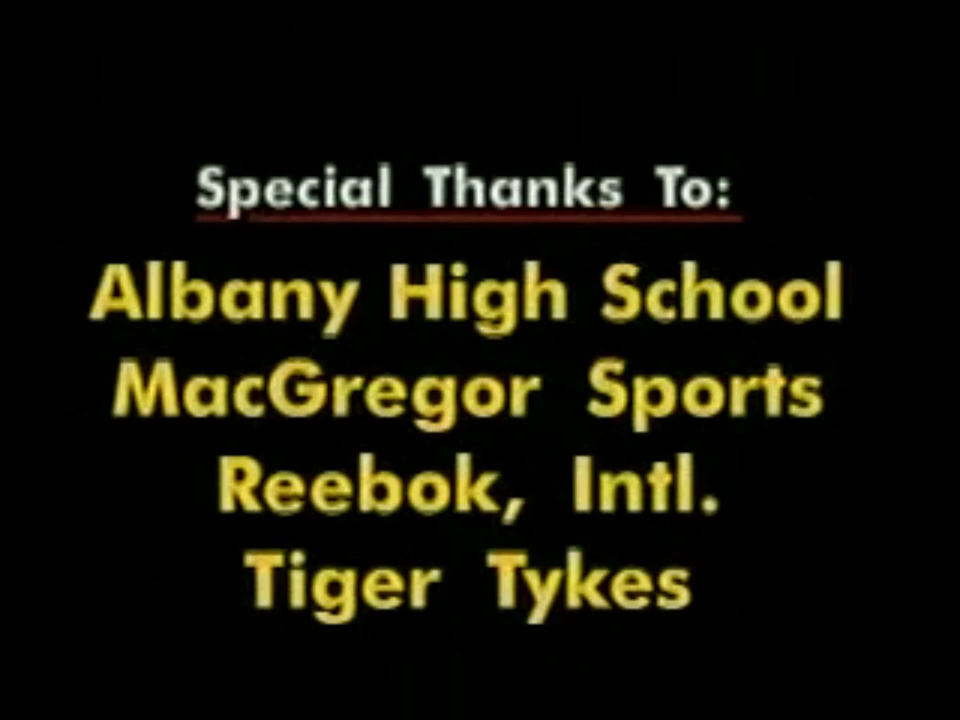 Special Thanks To:
Albany High School
MacGregor Sports
Reebok, Intl.
Tiger Tykes